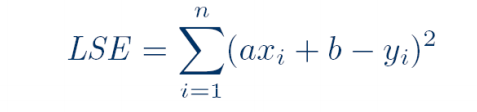 LSE = \sum_{i=1}^{n} (ax_i + b - y_i)^2